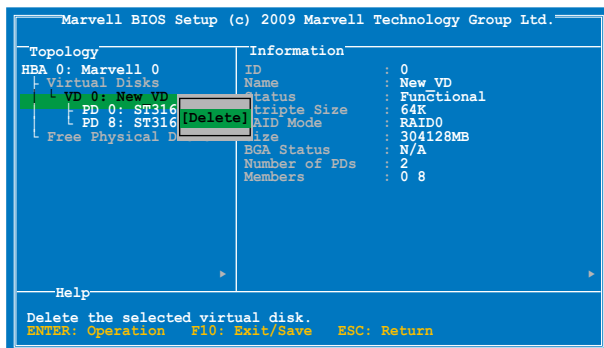 Marvell BIOS Setup (c) 2009 Marvell Technology Group Ltd.
Topology
HBA 0: Marvell 0
Virtual Disks
VD 0: New_VD
PD 0: ST316
PD 8: ST316
Free Physical D
[Delete]
Information
ID : 0
Name : New_VD
Status : Functional
Stripte Size : 64K
RAID Mode : RAID0
Size : 304128MB
BGA Status : N/A
Number of PDs : 2
Members : 0 8
Help
Delete the selected virtual disk.
ENTER: Operation F10: Exit/Save ESC: Return